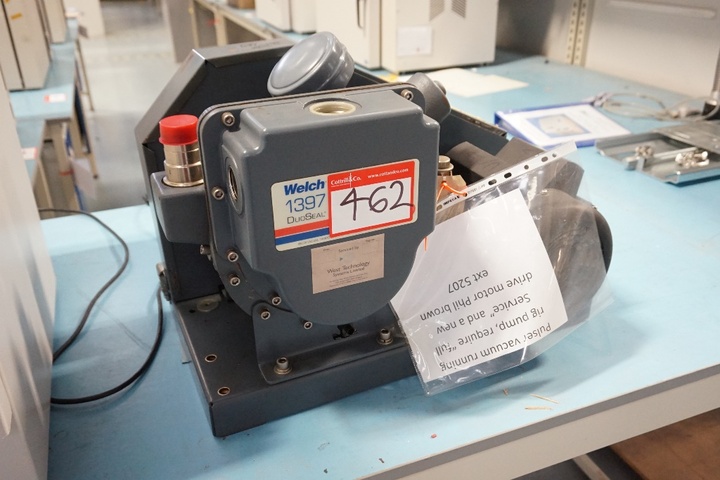 Welch
1397
DUOSEAL
Cottrill&Co. www.cottandco.com
462
West Technology
Pulser vacuum running
rig pump, require "full
Service" and a new
drive motor Phil brown
ext 5207